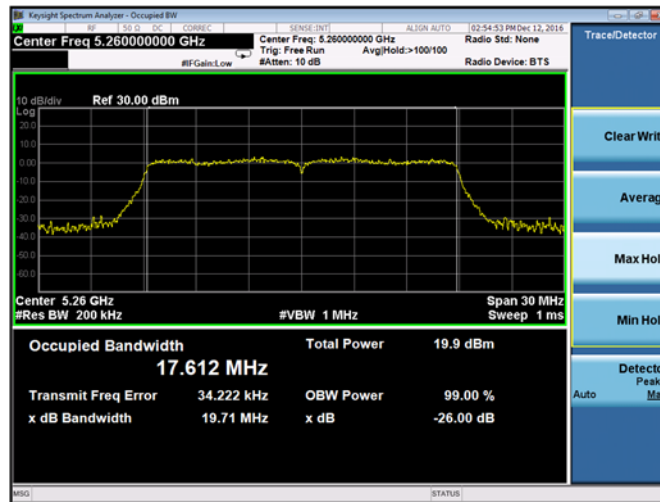 Keysight Spectrum Analyzer - Occupied BW
RF 50 Ω DC CORREC SENSE:INT ALIGN AUTO 02:54:53 PM Dec 12, 2016
Center Freq 5.260000000 GHz Center Freq: 5.260000000 GHz Radio Std: None
Trig: Free Run Avg|Hold:>100/100
#IFGain:Low #Atten: 10 dB Radio Device: BTS
Trace/Detector
10 dB/div Ref 30.00 dBm
Log
20.0
10.0
0.00
-10.0
-20.0
-30.0
-40.0
-50.0
-60.0
Center 5.26 GHz Span 30 MHz
#Res BW 200 kHz #VBW 1 MHz Sweep 1 ms
Occupied Bandwidth Total Power 19.9 dBm
17.612 MHz
Transmit Freq Error 34.222 kHz OBW Power 99.00 %
x dB Bandwidth 19.71 MHz x dB -26.00 dB
Clear Writ
Averag
Max Hol
Min Hol
Detecto
Peak
Auto Ma
MSG STATUS